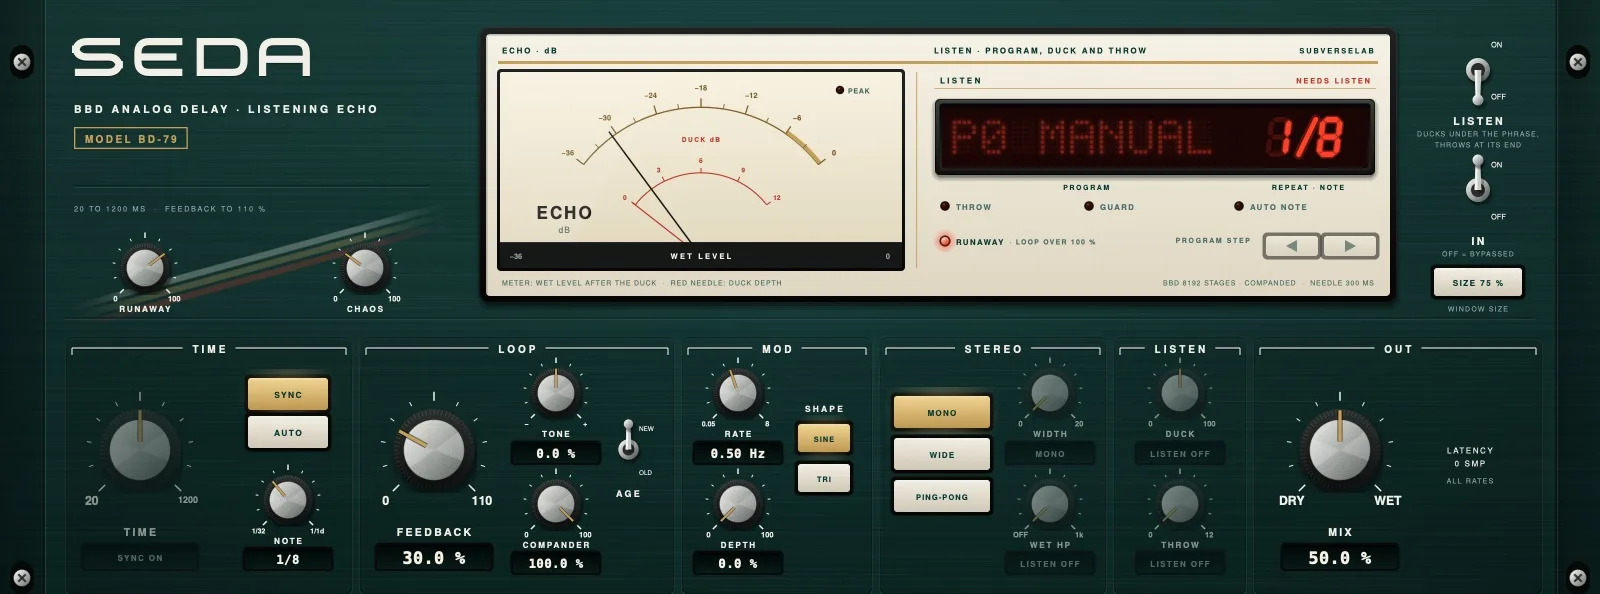 SEDA
BBD ANALOG DELAY · LISTENING ECHO
MODEL BD-79
20 TO 1200 MS · FEEDBACK TO 110 %
0 100
RUNAWAY
0 100
CHAOS
ECHO · dB
LISTEN · PROGRAM, DUCK AND THROW
SUBVERSELAB
−36 −30 −24 −18 −12 −6 0
PEAK
DUCK dB
0 3 6 9 12
ECHO
dB
−36 WET LEVEL 0
LISTEN
NEEDS LISTEN
P0 MANUAL 1/8
PROGRAM
REPEAT · NOTE
THROW
GUARD
AUTO NOTE
RUNAWAY · LOOP OVER 100 %
PROGRAM STEP
METER: WET LEVEL AFTER THE DUCK · RED NEEDLE: DUCK DEPTH
BBD 8192 STAGES · COMPANDED · NEEDLE 300 MS
ON
OFF
LISTEN
DUCKS UNDER THE PHRASE,
THROWS AT ITS END
ON
OFF
IN
OFF = BYPASSED
SIZE 75 %
WINDOW SIZE
TIME
20 1200
TIME
SYNC ON
SYNC
AUTO
1/32 1/1d
NOTE
1/8
LOOP
0 110
FEEDBACK
30.0 %
− +
TONE
0.0 %
0 100
COMPANDER
100.0 %
NEW
OLD
AGE
MOD
0.05 8
RATE
0.50 Hz
0 100
DEPTH
0.0 %
SHAPE
SINE
TRI
STEREO
MONO
WIDE
PING-PONG
0 20
WIDTH
MONO
OFF 1k
WET HP
LISTEN OFF
LISTEN
0 100
DUCK
LISTEN OFF
0 12
THROW
LISTEN OFF
OUT
DRY WET
MIX
50.0 %
LATENCY
0 SMP
ALL RATES